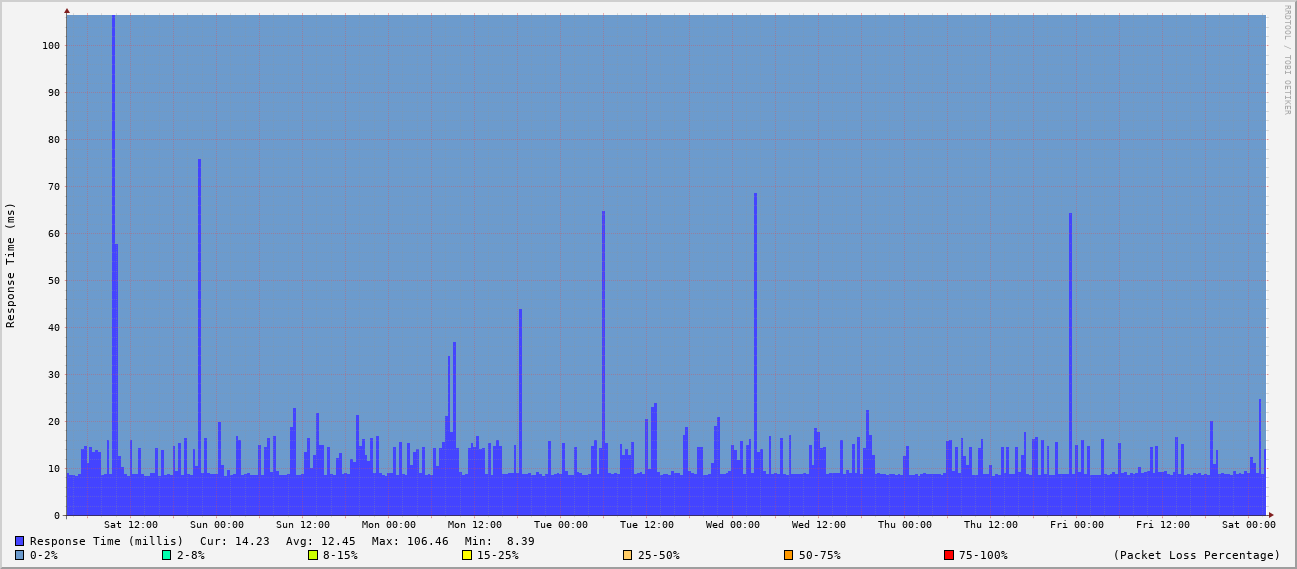 RRDTOOL / TOBI OETIKER
Response Time (ms)
100
90
80
70
60
50
40
30
20
10
0
Sat 12:00 Sun 00:00 Sun 12:00 Mon 00:00 Mon 12:00 Tue 00:00 Tue 12:00 Wed 00:00 Wed 12:00 Thu 00:00 Thu 12:00 Fri 00:00 Fri 12:00 Sat 00:00
Response Time (millis) Cur: 14.23 Avg: 12.45 Max: 106.46 Min: 8.39
0-2% 2-8% 8-15% 15-25% 25-50% 50-75% 75-100% (Packet Loss Percentage)